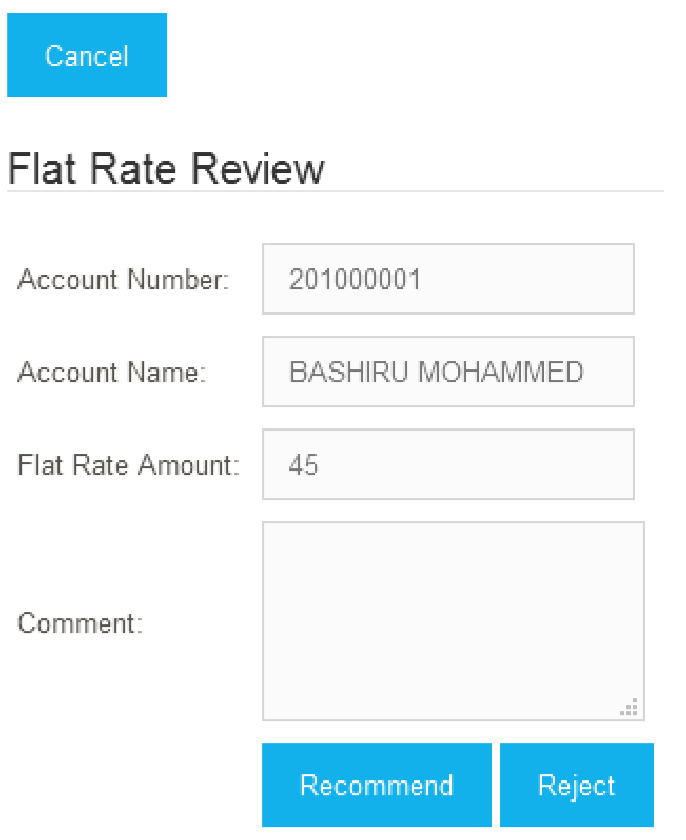 Cancel
Flat Rate Review
Account Number: 201000001
Account Name: BASHIRU MOHAMMED
Flat Rate Amount: 45
Comment:
Recommend Reject